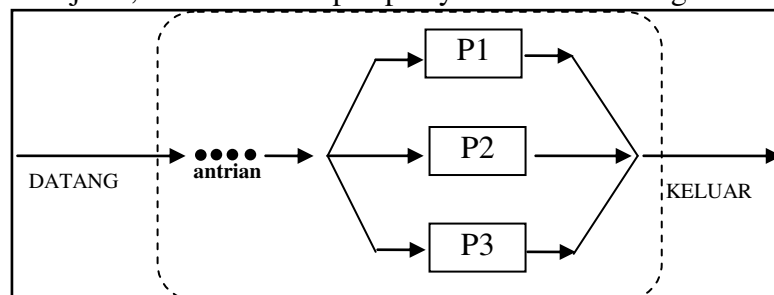 P1
P2
P3
antrian
DATANG
KELUAR